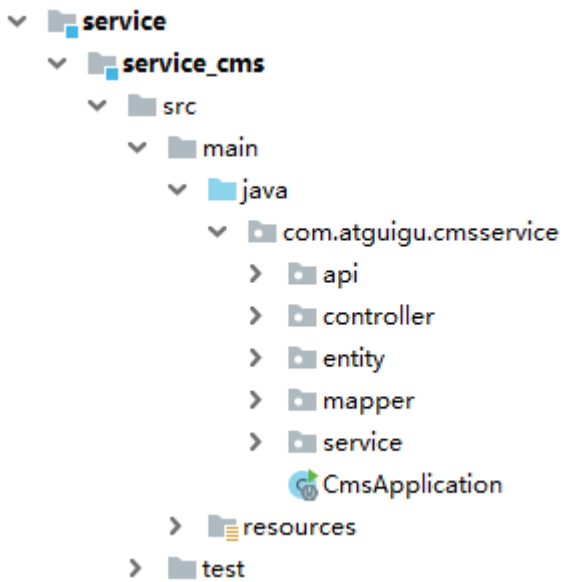 service
service_cms
src
main
java
com.atguigu.cmsservice
api
controller
entity
mapper
service
CmsApplication
resources
test